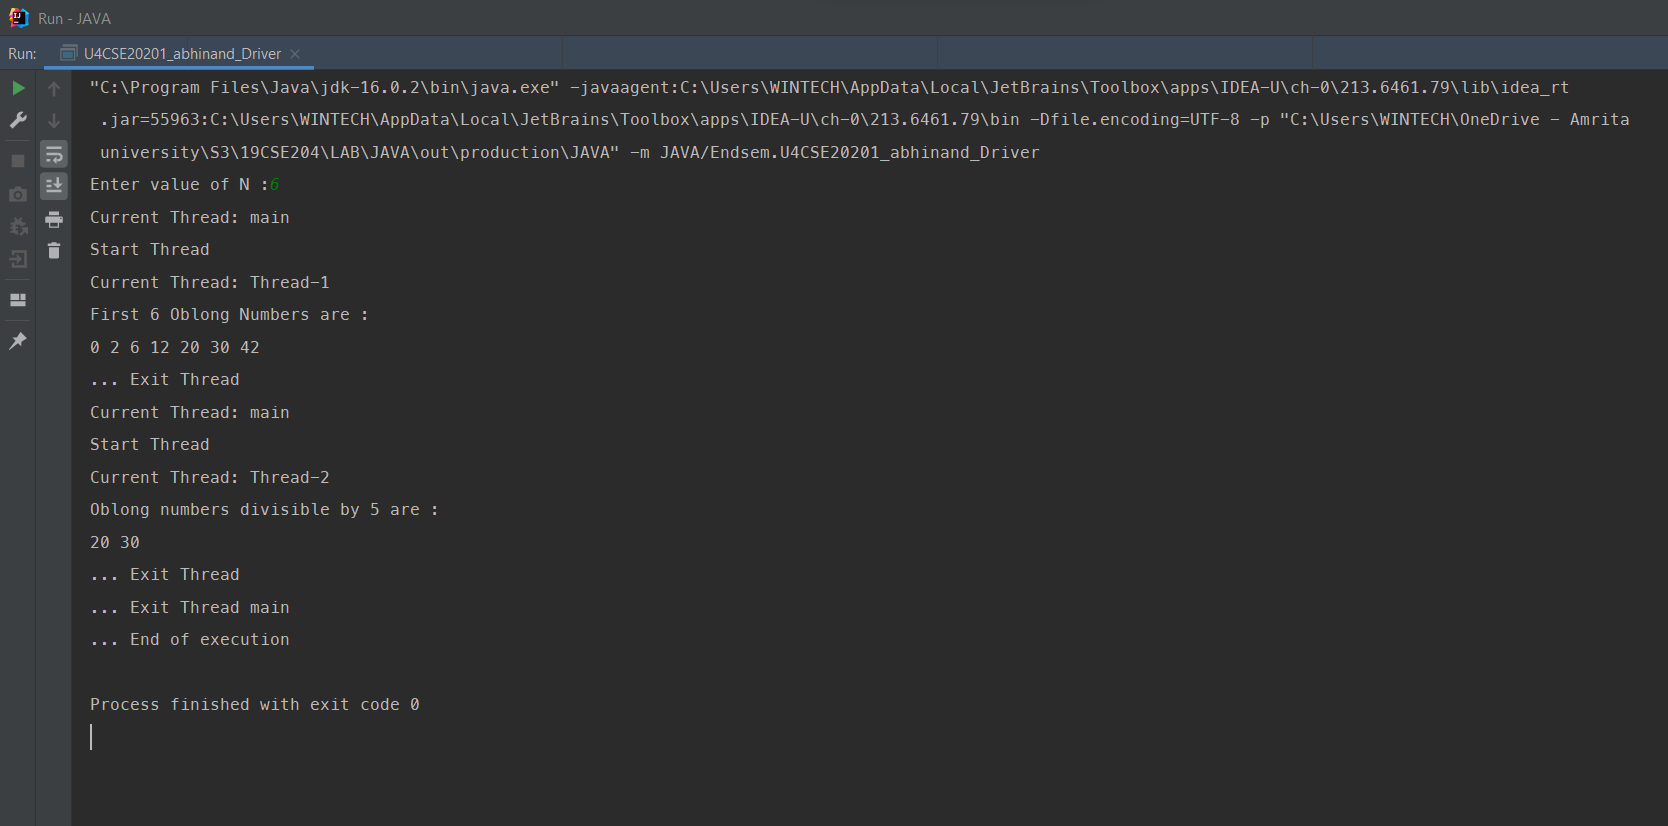 Run - JAVA
Run: U4CSE20201_abhinand_Driver
"C:\Program Files\Java\jdk-16.0.2\bin\java.exe" -javaagent:C:\Users\WINTECH\AppData\Local\JetBrains\Toolbox\apps\IDEA-U\ch-0\213.6461.79\lib\idea_rt
.jar=55963:C:\Users\WINTECH\AppData\Local\JetBrains\Toolbox\apps\IDEA-U\ch-0\213.6461.79\bin -Dfile.encoding=UTF-8 -p "C:\Users\WINTECH\OneDrive - Amrita
university\S3\19CSE204\LAB\JAVA\out\production\JAVA" -m JAVA/Endsem.U4CSE20201_abhinand_Driver
Enter value of N :6
Current Thread: main
Start Thread
Current Thread: Thread-1
First 6 Oblong Numbers are :
0 2 6 12 20 30 42
... Exit Thread
Current Thread: main
Start Thread
Current Thread: Thread-2
Oblong numbers divisible by 5 are :
20 30
... Exit Thread
... Exit Thread main
... End of execution
Process finished with exit code 0